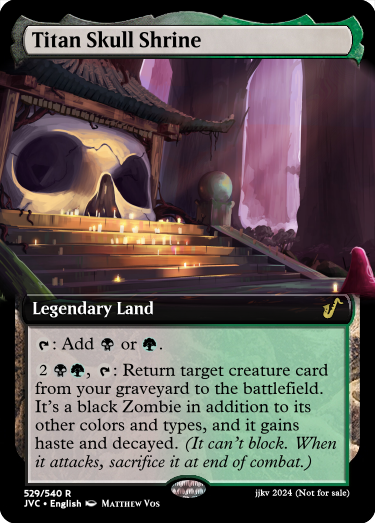 Titan Skull Shrine
Legendary Land
: Add or .
2 , : Return target creature card
from your graveyard to the battlefield.
It's a black Zombie in addition to its
other colors and types, and it gains
haste and decayed. (It can't block. When
it attacks, sacrifice it at end of combat.)
529/540 R
JVC • English Matthew Vos
jjkv 2024 (Not for sale)